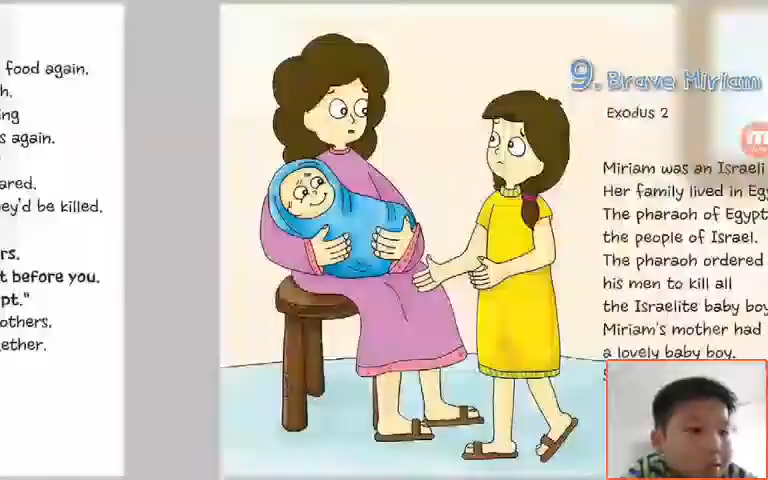 food again.
h.
ing
s again.
ared.
ey'd be killed.
rs.
t before you.
pt."
others.
ether.
9. Brave Miriam
Exodus 2
Miriam was an Israeli
Her family lived in Eg
The pharaoh of Egypt
the people of Israel.
The pharaoh ordered
his men to kill all
the Israelite baby boy
Miriam's mother had
a lovely baby boy.